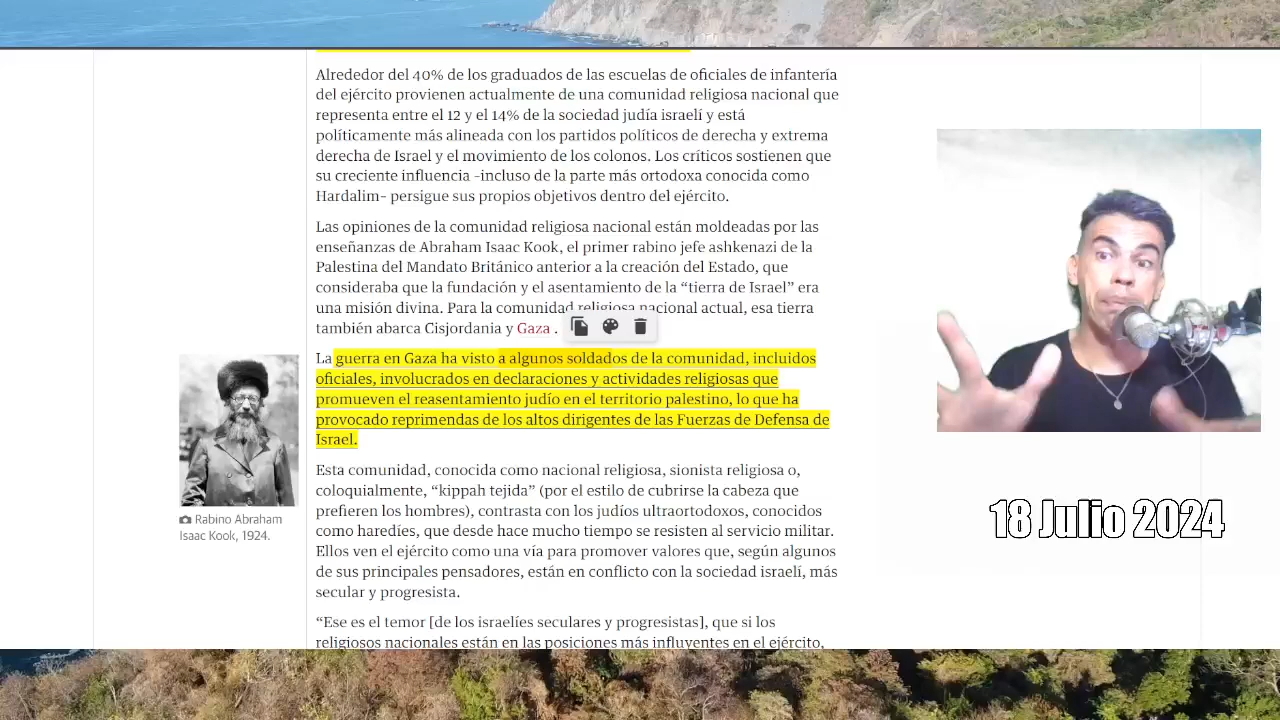 Alrededor del 40% de los graduados de las escuelas de oficiales de infantería
del ejército provienen actualmente de una comunidad religiosa nacional que
representa entre el 12 y el 14% de la sociedad judía israelí y está
políticamente más alineada con los partidos políticos de derecha y extrema
derecha de Israel y el movimiento de los colonos. Los críticos sostienen que
su creciente influencia –incluso de la parte más ortodoxa conocida como
Hardalim– persigue sus propios objetivos dentro del ejército.
Las opiniones de la comunidad religiosa nacional están moldeadas por las
enseñanzas de Abraham Isaac Kook, el primer rabino jefe ashkenazi de la
Palestina del Mandato Británico anterior a la creación del Estado, que
consideraba que la fundación y el asentamiento de la “tierra de Israel” era
una misión divina. Para la comunidad religiosa nacional actual, esa tierra
también abarca Cisjordania y Gaza .
La guerra en Gaza ha visto a algunos soldados de la comunidad, incluidos
oficiales, involucrados en declaraciones y actividades religiosas que
promueven el reasentamiento judío en el territorio palestino, lo que ha
provocado reprimendas de los altos dirigentes de las Fuerzas de Defensa de
Israel.
Rabino Abraham
Isaac Kook, 1924.
Esta comunidad, conocida como nacional religiosa, sionista religiosa o,
coloquialmente, “kippah tejida” (por el estilo de cubrirse la cabeza que
prefieren los hombres), contrasta con los judíos ultraortodoxos, conocidos
como haredíes, que desde hace mucho tiempo se resisten al servicio militar.
Ellos ven el ejército como una vía para promover valores que, según algunos
de sus principales pensadores, están en conflicto con la sociedad israelí, más
secular y progresista.
“Ese es el temor [de los israelíes seculares y progresistas], que si los
religiosos nacionales están en las posiciones más influyentes en el ejército,
18 Julio 2024